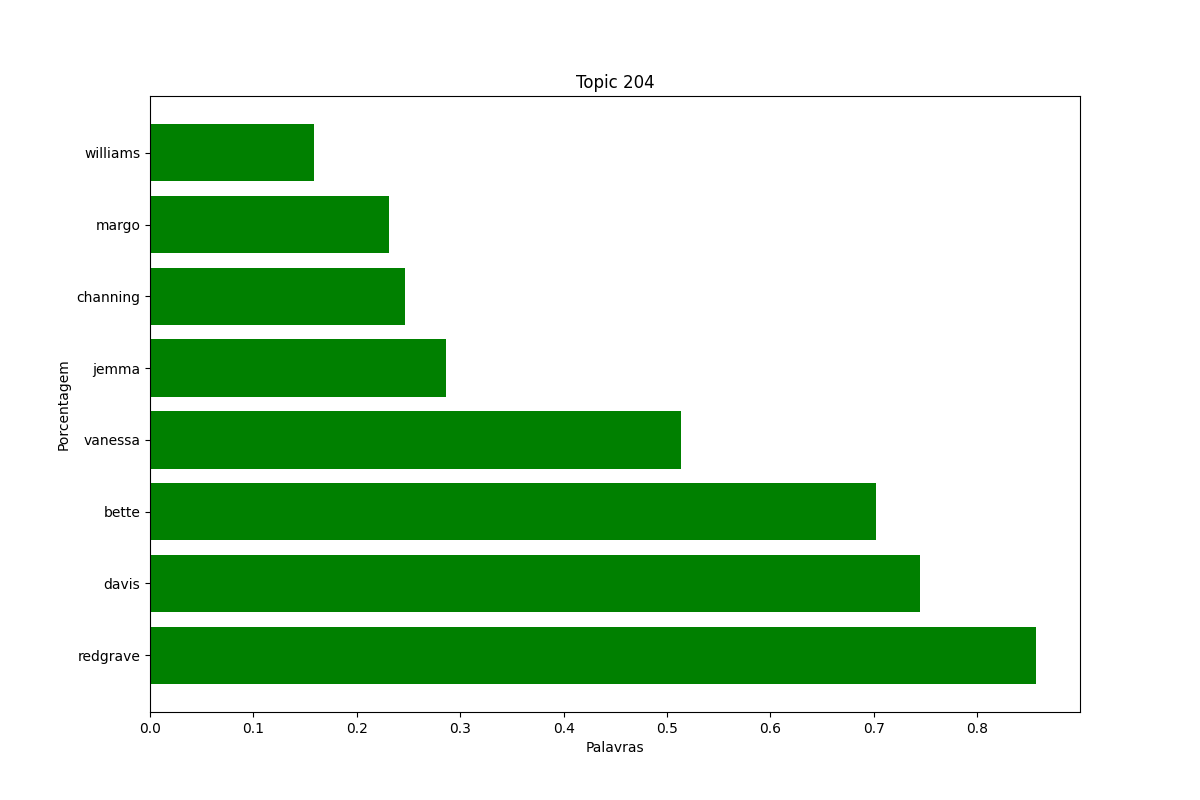 Topic 204
williams
margo
channing
jemma
vanessa
bette
davis
redgrave
Porcentagem
0.0 0.1 0.2 0.3 0.4 0.5 0.6 0.7 0.8
Palavras